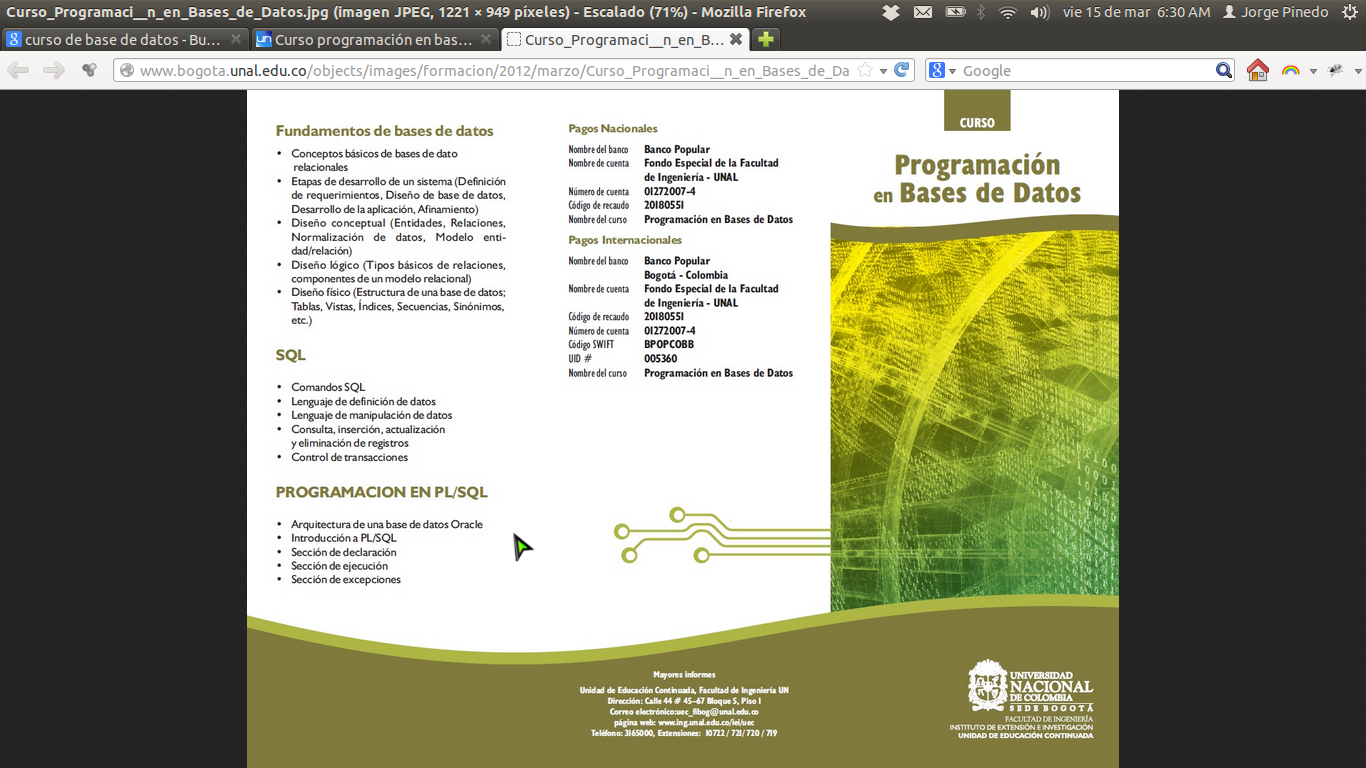 Curso_Programaci__n_en_Bases_de_Datos.jpg (imagen JPEG, 1221 × 949 píxeles) - Escalado (71%) - Mozilla Firefox
vie 15 de mar 6:30 AM
Jorge Pinedo
curso de base de datos - Bu...
Curso programación en bas...
Curso_Programaci__n_en_B...
www.bogota.unal.edu.co/objects/images/formacion/2012/marzo/Curso_Programaci__n_en_Bases_de_Da
Google
Fundamentos de bases de datos
• Conceptos básicos de bases de dato
relacionales
• Etapas de desarrollo de un sistema (Definición
de requerimientos, Diseño de base de datos,
Desarrollo de la aplicación, Afinamiento)
• Diseño conceptual (Entidades, Relaciones,
Normalización de datos, Modelo enti-
dad/relación)
• Diseño lógico (Tipos básicos de relaciones,
componentes de un modelo relacional)
• Diseño físico (Estructura de una base de datos;
Tablas, Vistas, Índices, Secuencias, Sinónimos,
etc.)
SQL
• Comandos SQL
• Lenguaje de definición de datos
• Lenguaje de manipulación de datos
• Consulta, inserción, actualización
y eliminación de registros
• Control de transacciones
PROGRAMACION EN PL/SQL
• Arquitectura de una base de datos Oracle
• Introducción a PL/SQL
• Sección de declaración
• Sección de ejecución
• Sección de excepciones
Pagos Nacionales
Nombre del banco Banco Popular
Nombre de cuenta Fondo Especial de la Facultad
de Ingeniería - UNAL
Número de cuenta 01272007-4
Código de recaudo 20180551
Nombre del curso Programación en Bases de Datos
Pagos Internacionales
Nombre del banco Banco Popular
Bogotá - Colombia
Nombre de cuenta Fondo Especial de la Facultad
de Ingeniería - UNAL
Código de recaudo 20180551
Número de cuenta 01272007-4
Código SWIFT BPOPCOBB
UID # 005360
Nombre del curso Programación en Bases de Datos
CURSO
Programación
en Bases de Datos
Mayores informes
Unidad de Educación Continuada, Facultad de Ingeniería UN
Dirección: Calle 44 # 45-67 Bloque 5, Piso 1
Correo electrónico:uec_fibog@unal.edu.co
página web: www.ing.unal.edu.co/iei/uec
Teléfono: 3165000, Extensiones: 10722 / 721/ 720 / 719
UNIVERSIDAD
NACIONAL
DE COLOMBIA
SEDE BOGOTÁ
FACULTAD DE INGENIERÍA
INSTITUTO DE EXTENSIÓN E INVESTIGACIÓN
UNIDAD DE EDUCACIÓN CONTINUADA